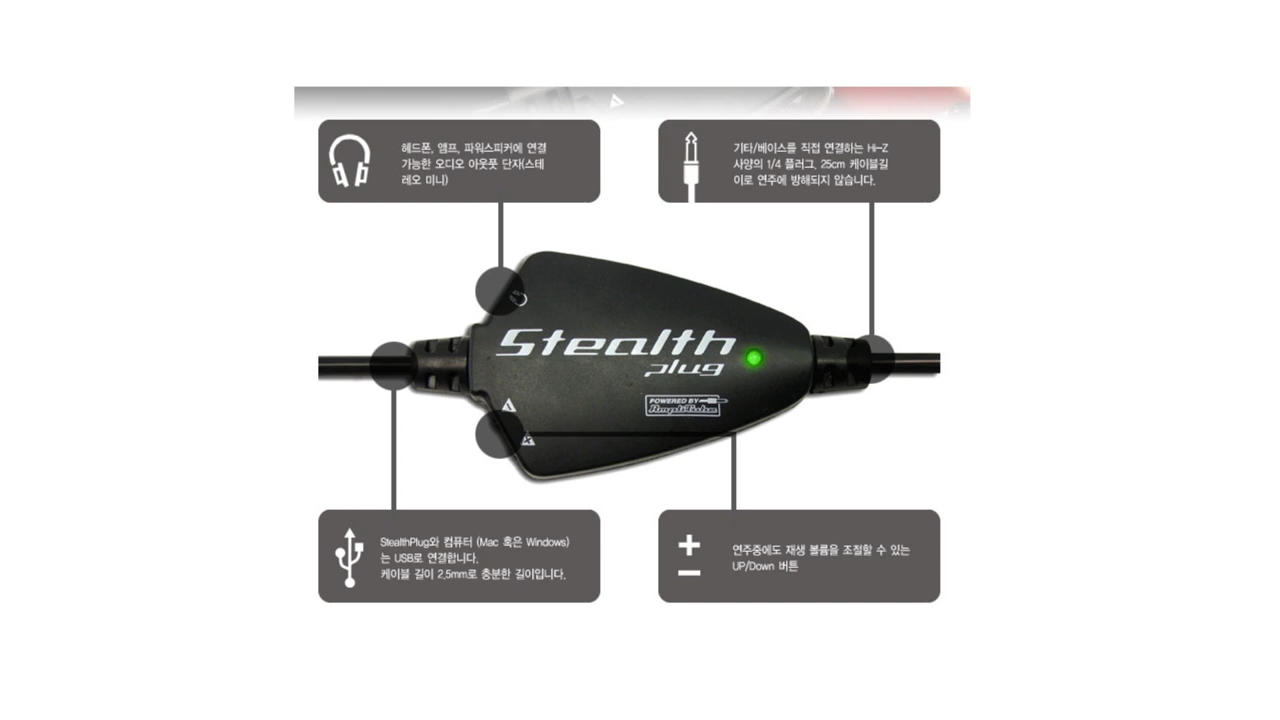 헤드폰, 앰프, 파워스피커에 연결
가능한 오디오 아웃풋 단자(스테
레오 미니)
기타/베이스를 직접 연결하는 Hi-Z
사양의 1/4 플러그, 25cm 케이블길
이로 연주에 방해되지 않습니다.
Stealth
plug
POWERED BY
AmpliTube
StealthPlug와 컴퓨터 (Mac 혹은 Windows)
는 USB로 연결합니다.
케이블 길이 2,5mm로 충분한 길이입니다.
연주중에도 재생 볼륨을 조절할 수 있는
UP/Down 버튼